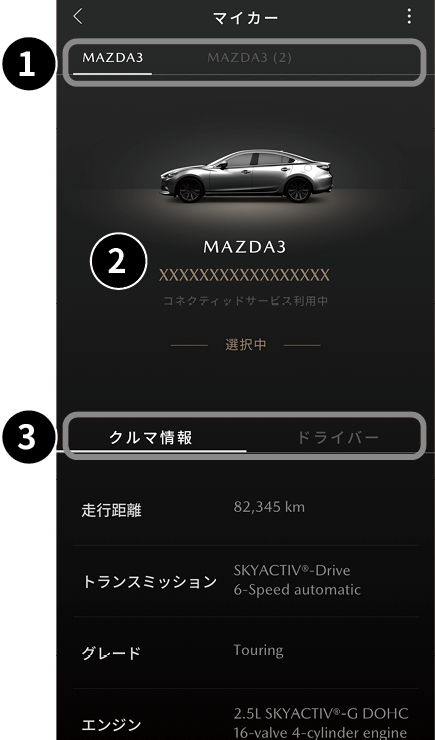 マイカー
1
MAZDA3 MAZDA3 (2)
2
MAZDA3
XXXXXXXXXXXXXXXXX
コネクティッドサービス利用中
選択中
3
クルマ情報 ドライバー
走行距離 82,345 km
トランスミッション SKYACTIV®-Drive
6-Speed automatic
グレード Touring
エンジン 2.5L SKYACTIV®-G DOHC
16-valve 4-cylinder engine